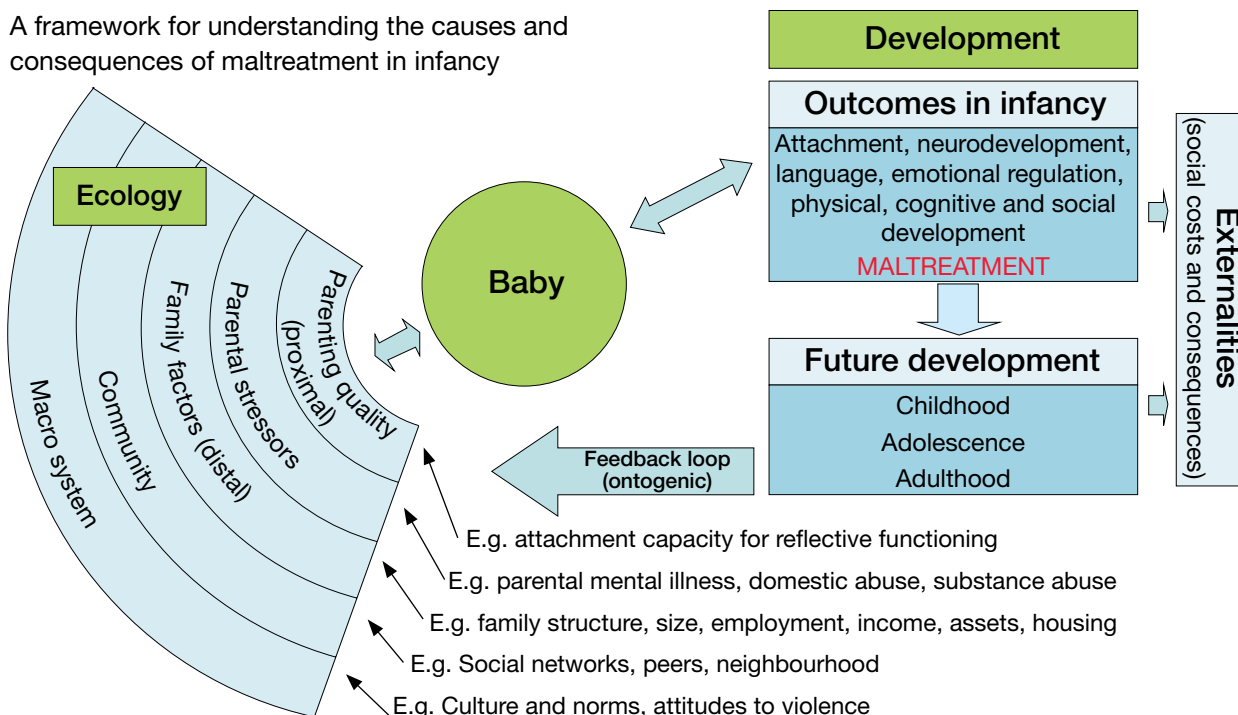 A framework for understanding the causes and
consequences of maltreatment in infancy
Ecology
Macro system
Community
Family factors (distal)
Parental stressors
Parenting quality
(proximal)
Baby
Development
Outcomes in infancy
Attachment, neurodevelopment,
language, emotional regulation,
physical, cognitive and social
development
MALTREATMENT
Future development
Childhood
Adolescence
Adulthood
Externalities
(social costs and consequences)
Feedback loop
(ontogenic)
E.g. attachment capacity for reflective functioning
E.g. parental mental illness, domestic abuse, substance abuse
E.g. family structure, size, employment, income, assets, housing
E.g. Social networks, peers, neighbourhood
E.g. Culture and norms, attitudes to violence